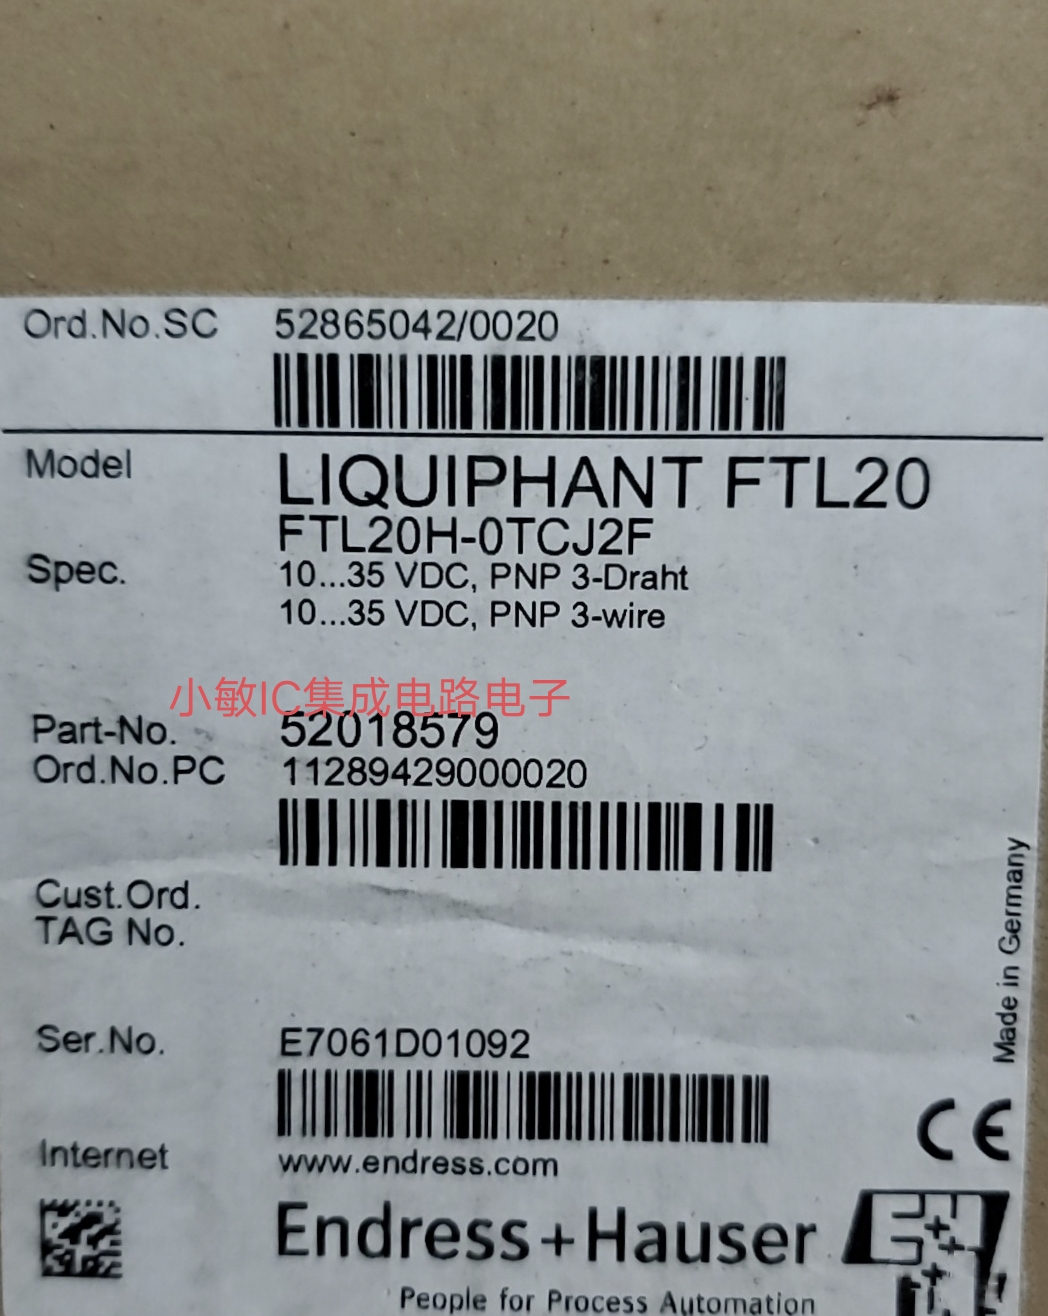 Ord.No.SC 52865042/0020
Model LIQUIPHANT FTL20
FTL20H-0TCJ2F
Spec. 10...35 VDC, PNP 3-Draht
10...35 VDC, PNP 3-wire
小敏IC集成电路电子
Part-No. 52018579
Ord.No.PC 11289429000020
Cust.Ord.
TAG No.
Made in Germany
Ser.No. E7061D01092
CE
Internet www.endress.com
Endress+Hauser
People for Process Automation